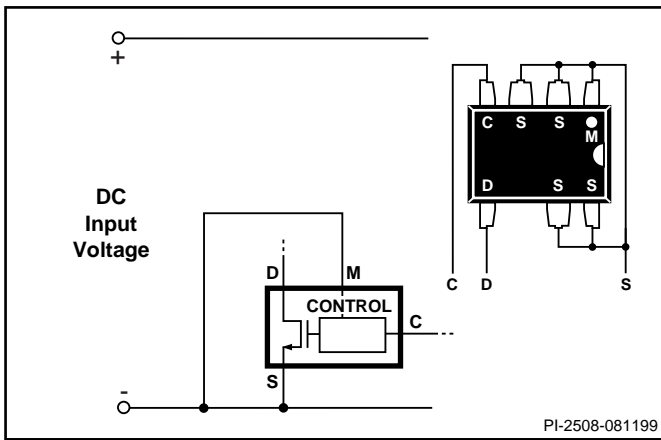 +
DC
Input
Voltage
D
M
CONTROL
C
S
-
C S S
M
D S S
C D S
PI-2508-081199